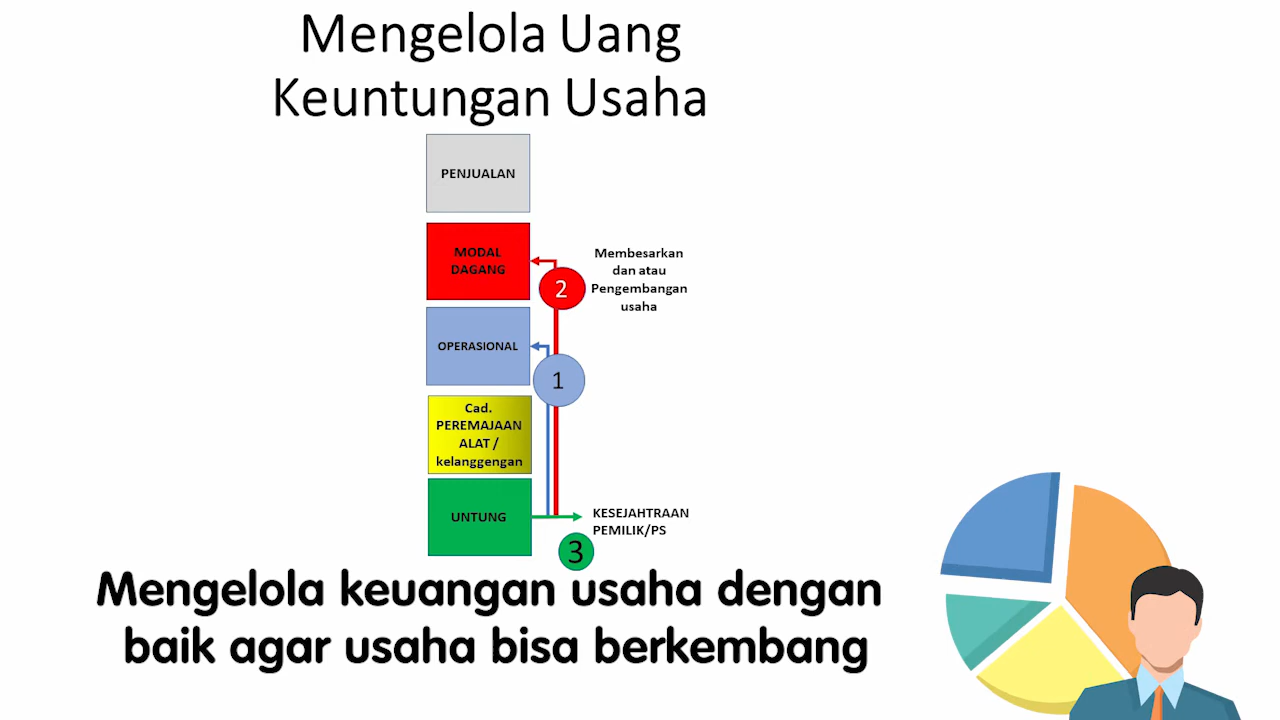 Mengelola Uang
Keuntungan Usaha
PENJUALAN
MODAL
DAGANG
2
Membesarkan
dan atau
Pengembangan
usaha
OPERASIONAL
1
Cad.
PEREMAJAAN
ALAT /
kelanggengan
UNTUNG
KESEJAHTRAAN
PEMILIK/PS
3
Mengelola keuangan usaha dengan
baik agar usaha bisa berkembang